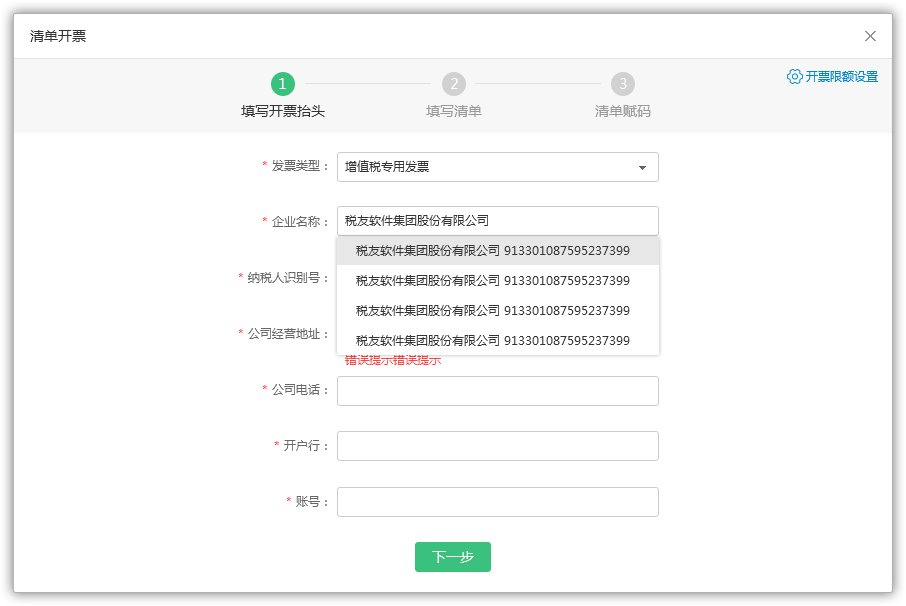 清单开票
1 2 3
填写开票抬头 填写清单 清单赋码
开票限额设置
* 发票类型： 增值税专用发票
* 企业名称： 税友软件集团股份有限公司
税友软件集团股份有限公司 913301087595237399
* 纳税人识别号： 税友软件集团股份有限公司 913301087595237399
税友软件集团股份有限公司 913301087595237399
* 公司经营地址： 税友软件集团股份有限公司 913301087595237399
错误提示错误提示
* 公司电话：
* 开户行：
* 账号：
下一步